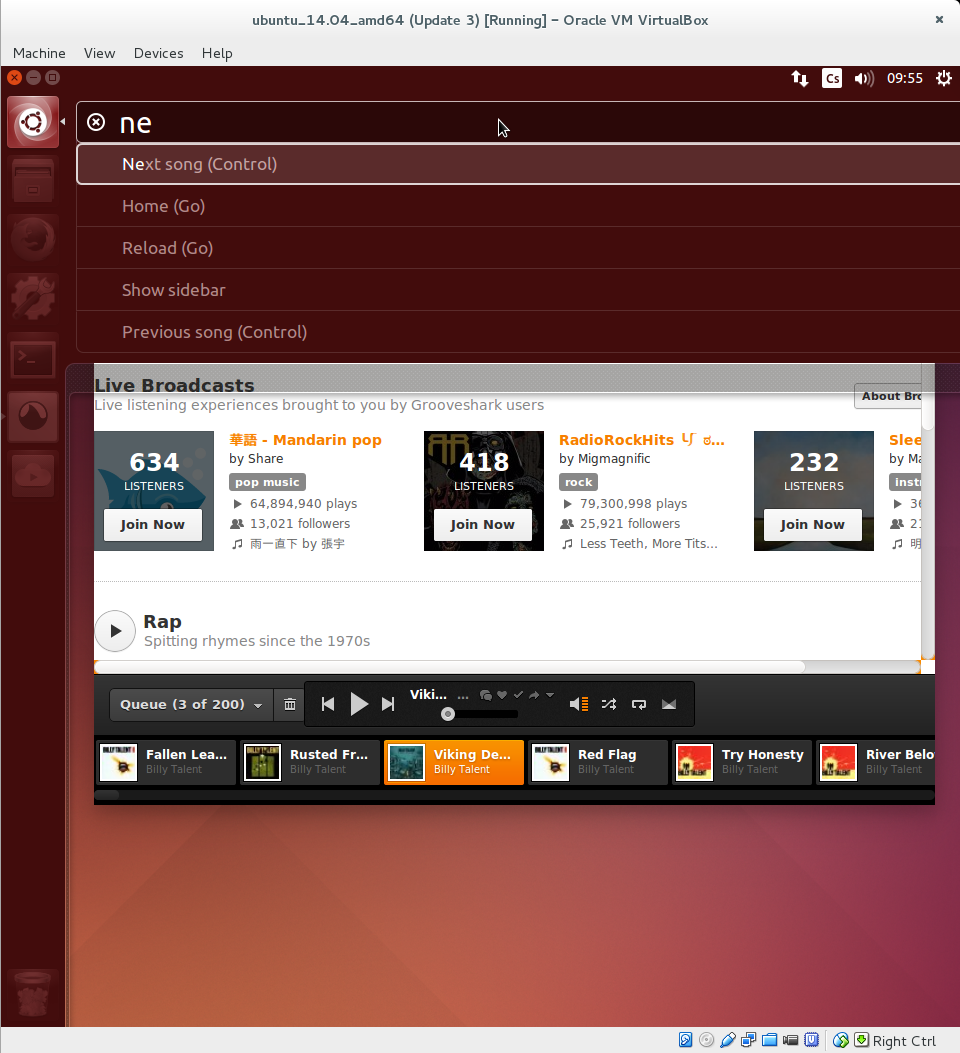 ubuntu_14.04_amd64 (Update 3) [Running] – Oracle VM VirtualBox
Machine View Devices Help
Cs 09:55
ne
Next song (Control)
Home (Go)
Reload (Go)
Show sidebar
Previous song (Control)
Live Broadcasts
Live listening experiences brought to you by Grooveshark users
About Bro
634
LISTENERS
Join Now
華語 - Mandarin pop
by Share
pop music
64,894,940 plays
13,021 followers
雨一直下 by 張宇
418
LISTENERS
Join Now
RadioRockHits
by Migmagnific
rock
79,300,998 plays
25,921 followers
Less Teeth, More Tits...
232
LISTENERS
Join Now
Slee
by Ma
instr
36
21
明
Rap
Spitting rhymes since the 1970s
Queue (3 of 200)
Viki... ...
Fallen Lea...
Billy Talent
Rusted Fr...
Billy Talent
Viking De...
Billy Talent
Red Flag
Billy Talent
Try Honesty
Billy Talent
River Belo
Billy Talent
Right Ctrl